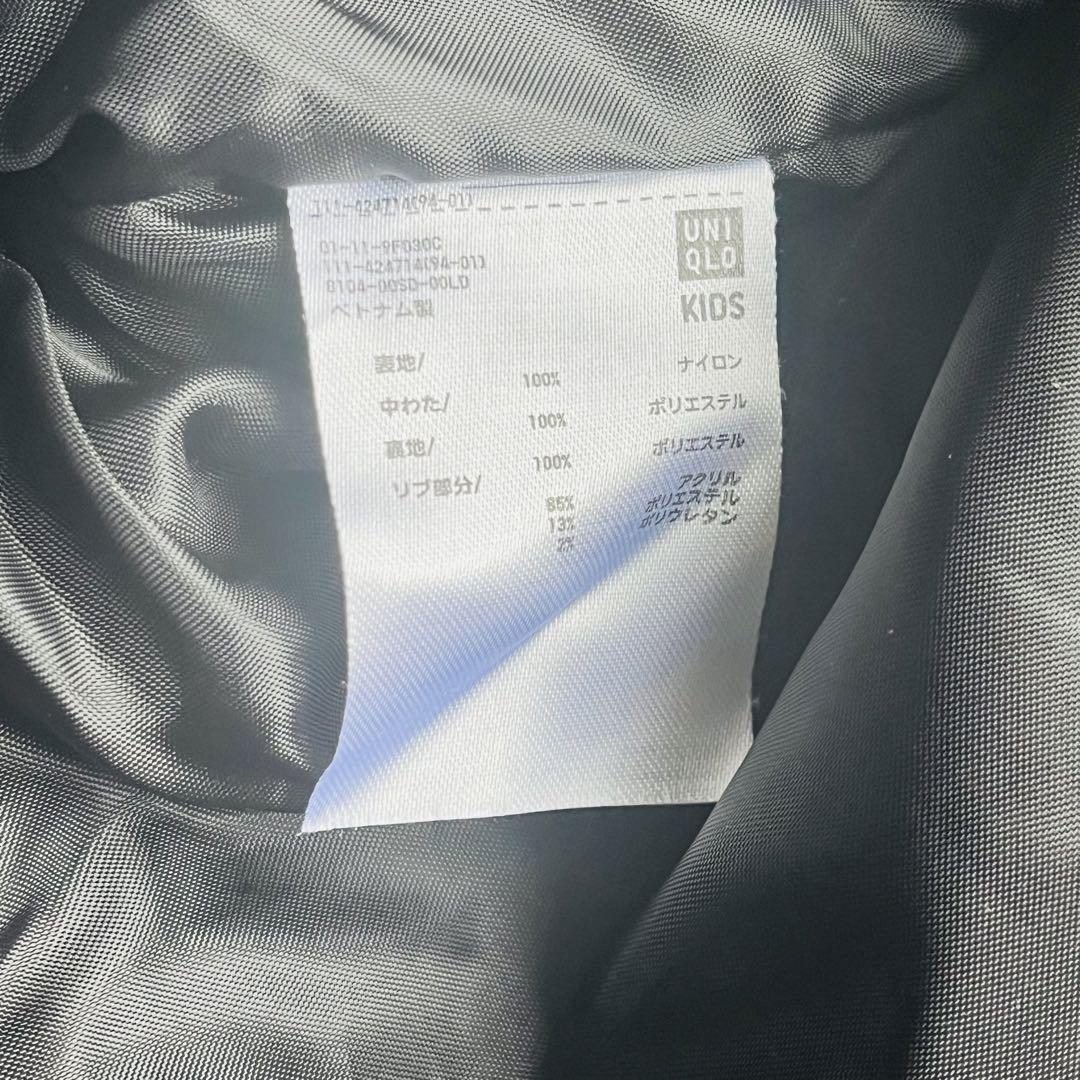 111-424714(94-01)
UNI
QLO
KIDS
01-11-9F030C
111-424714(94-01)
8104-00SD-00LD
ベトナム製
表地/
100% ナイロン
中わた/
100% ポリエステル
裏地/
100% ポリエステル
リブ部分/
85% アクリル
13% ポリエステル
2% ポリウレタン